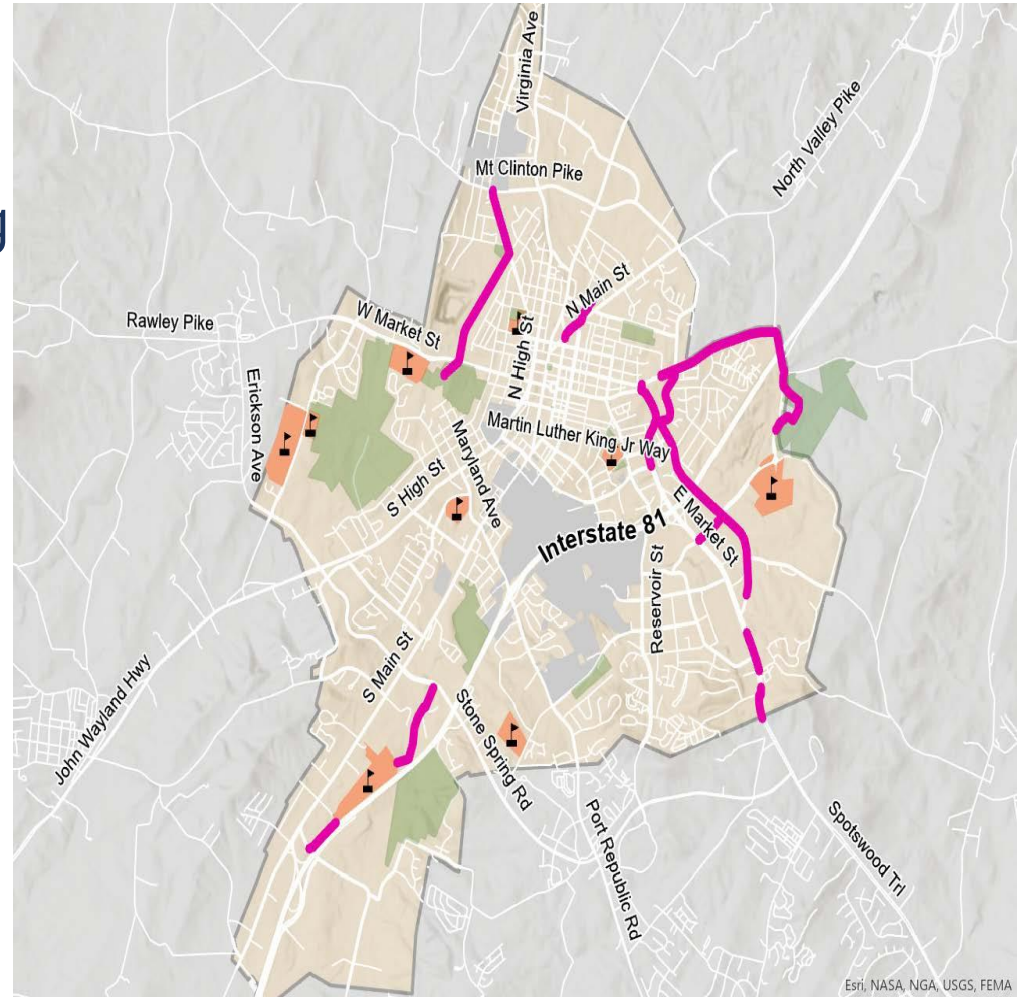 g
Virginia Ave
Mt Clinton Pike
North Valley Pike
N Main St
Rawley Pike
W Market St
N High St
Erickson Ave
Martin Luther King Jr Way
Maryland Ave
S High St
E Market St
Interstate 81
Reservoir St
S Main St
John Wayland Hwy
Stone Spring Rd
Port Republic Rd
Spotswood Trl
Esri, NASA, NGA, USGS, FEMA